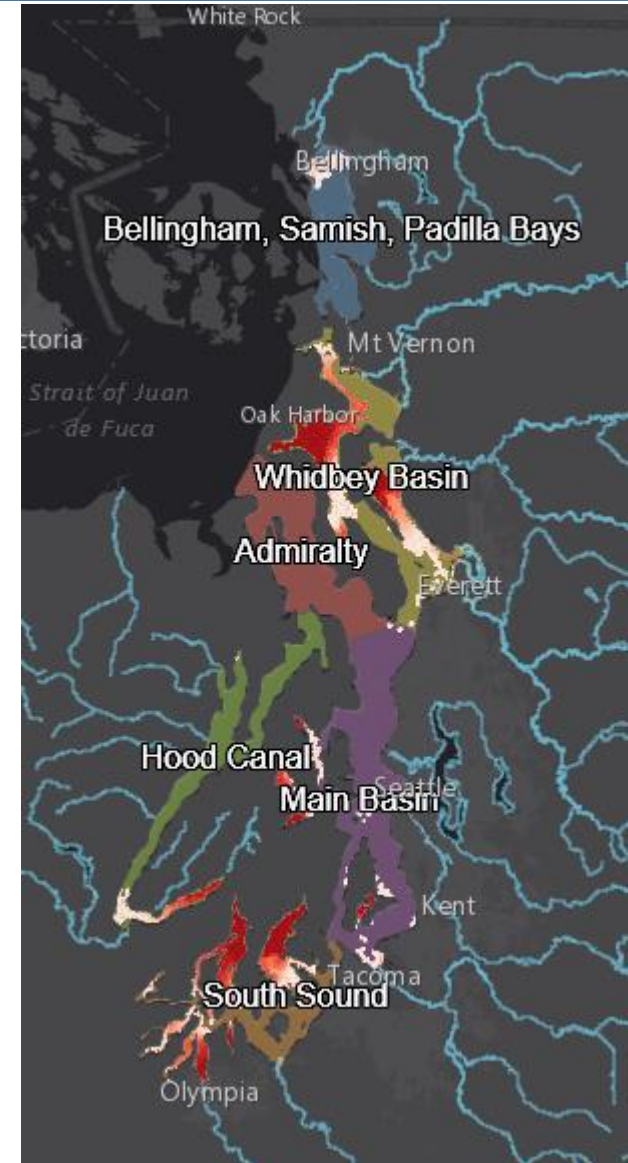 White Rock
Bellingham
Bellingham, Samish, Padilla Bays
ctoria
Mt Vernon
Strait of Juan
de Fuca
Oak Harbor
Whidbey Basin
Admiralty
Everett
Hood Canal
Seattle
Main Basin
Kent
Tacoma
South Sound
Olympia